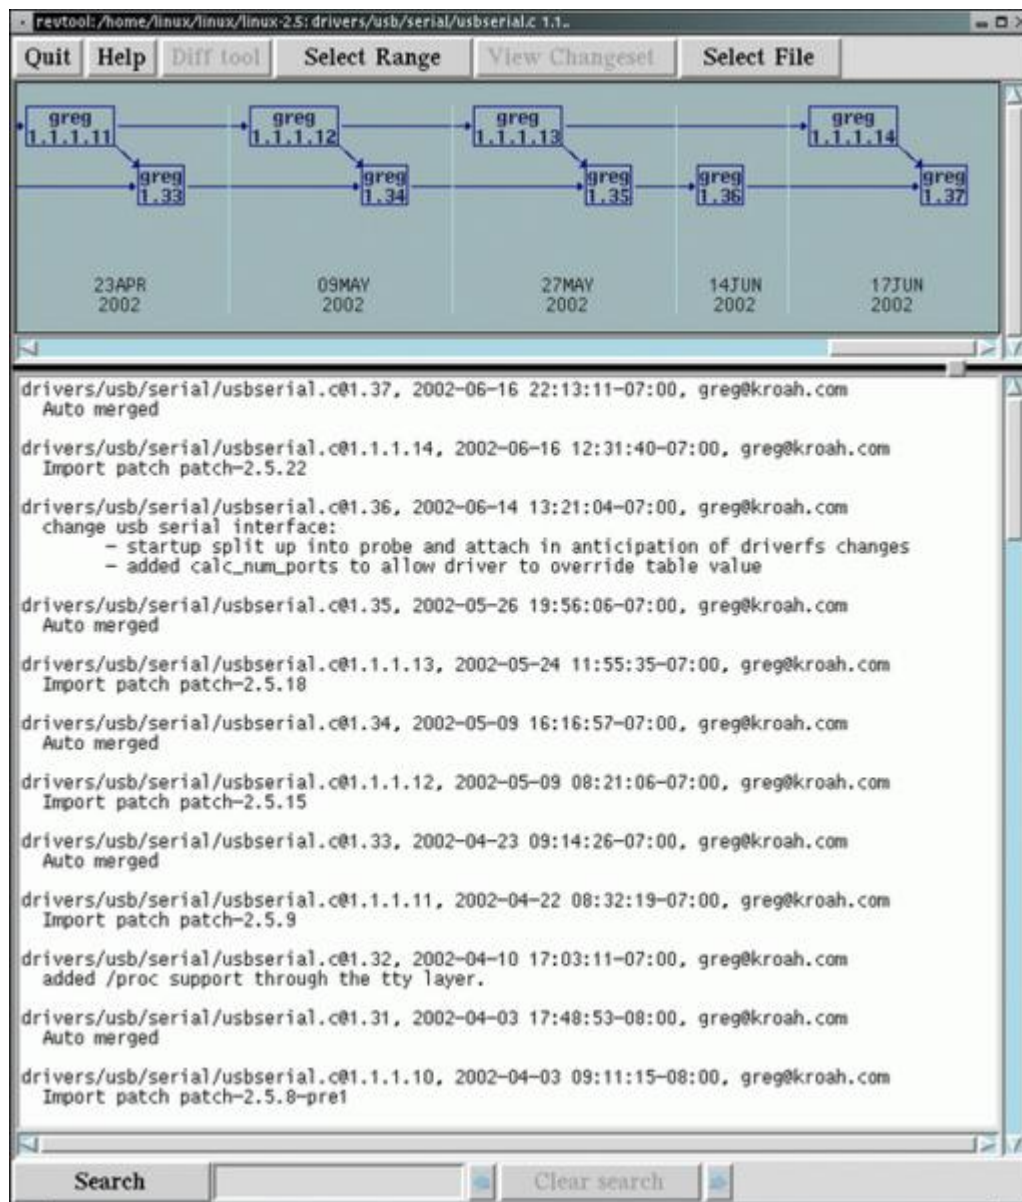 revtool:/home/linux/linux/linux-2.5: drivers/usb/serial/usbserial.c 1.1..
Quit Help Diff tool Select Range View Changeset Select File
greg
1.1.1.11
greg
1.1.1.12
greg
1.1.1.13
greg
1.1.1.14
greg
1.33
greg
1.34
greg
1.35
greg
1.36
greg
1.37
23APR
2002
09MAY
2002
27MAY
2002
14JUN
2002
17JUN
2002
drivers/usb/serial/usbserial.c@1.37, 2002-06-16 22:13:11-07:00, greg@kroah.com
Auto merged
drivers/usb/serial/usbserial.c@1.1.1.14, 2002-06-16 12:31:40-07:00, greg@kroah.com
Import patch patch-2.5.22
drivers/usb/serial/usbserial.c@1.36, 2002-06-14 13:21:04-07:00, greg@kroah.com
change usb serial interface:
- startup split up into probe and attach in anticipation of driverfs changes
- added calc_num_ports to allow driver to override table value
drivers/usb/serial/usbserial.c@1.35, 2002-05-26 19:56:06-07:00, greg@kroah.com
Auto merged
drivers/usb/serial/usbserial.c@1.1.1.13, 2002-05-24 11:55:35-07:00, greg@kroah.com
Import patch patch-2.5.18
drivers/usb/serial/usbserial.c@1.34, 2002-05-09 16:16:57-07:00, greg@kroah.com
Auto merged
drivers/usb/serial/usbserial.c@1.1.1.12, 2002-05-09 08:21:06-07:00, greg@kroah.com
Import patch patch-2.5.15
drivers/usb/serial/usbserial.c@1.33, 2002-04-23 09:14:26-07:00, greg@kroah.com
Auto merged
drivers/usb/serial/usbserial.c@1.1.1.11, 2002-04-22 08:32:19-07:00, greg@kroah.com
Import patch patch-2.5.9
drivers/usb/serial/usbserial.c@1.32, 2002-04-10 17:03:11-07:00, greg@kroah.com
added /proc support through the tty layer.
drivers/usb/serial/usbserial.c@1.31, 2002-04-03 17:48:53-08:00, greg@kroah.com
Auto merged
drivers/usb/serial/usbserial.c@1.1.1.10, 2002-04-03 09:11:15-08:00, greg@kroah.com
Import patch patch-2.5.8-pre1
Search Clear search